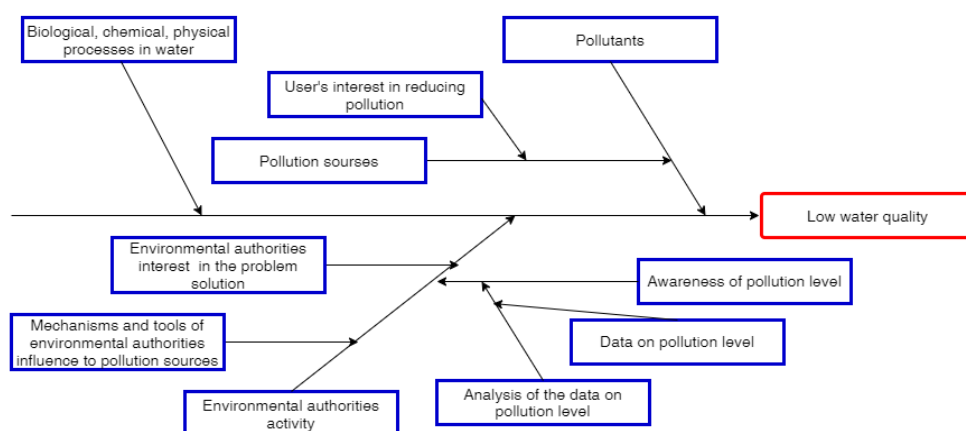 Biological, chemical, physical
processes in water
Pollutants
User's interest in reducing
pollution
Pollution sourses
Low water quality
Environmental authorities
interest in the problem
solution
Awareness of pollution level
Mechanisms and tools of
environmental authorities
influence to pollution sources
Data on pollution level
Environmental authorities
activity
Analysis of the data on
pollution level